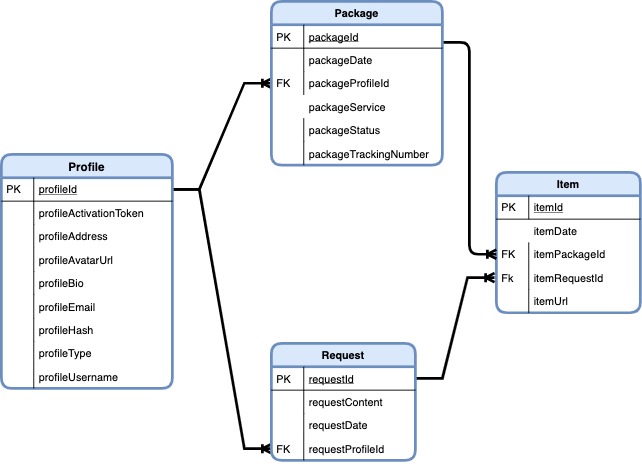 Package
PK packageId
packageDate
FK packageProfileId
packageService
packageStatus
packageTrackingNumber
Profile
PK profileId
profileActivationToken
profileAddress
profileAvatarUrl
profileBio
profileEmail
profileHash
profileType
profileUsername
Item
PK itemId
itemDate
FK itemPackageId
Fk itemRequestId
itemUrl
Request
PK requestId
requestContent
requestDate
FK requestProfileId